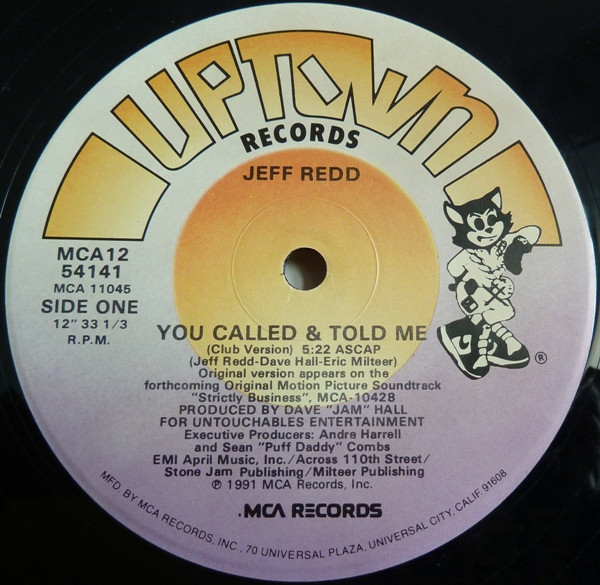 UPTOWN
RECORDS
JEFF REDD
MCA12
54141
MCA 11045
SIDE ONE
12" 33 1/3
R.P.M.
YOU CALLED & TOLD ME
(Club Version) 5:22 ASCAP
(Jeff Redd-Dave Hall-Eric Milteer)
Original version appears on the
forthcoming Original Motion Picture Soundtrack
"Strictly Business", MCA-10428
PRODUCED BY DAVE "JAM" HALL
FOR UNTOUCHABLES ENTERTAINMENT
Executive Producers: Andre Harrell
and Sean "Puff Daddy" Combs
EMI April Music, Inc./Across 110th Street/
Stone Jam Publishing/Milteer Publishing
℗ 1991 MCA Records, Inc.
®
.MCA RECORDS
MFD. BY MCA RECORDS, INC., 70 UNIVERSAL PLAZA, UNIVERSAL CITY, CALIF. 91608